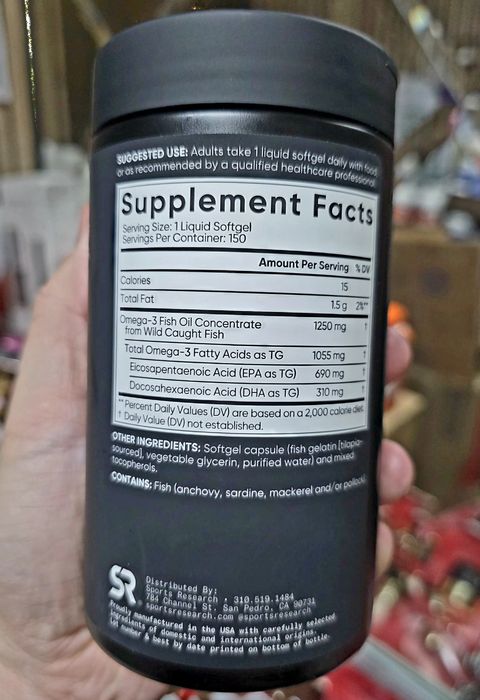 SUGGESTED USE: Adults take 1 liquid softgel daily with food
or as recommended by a qualified healthcare professional.
Supplement Facts
Serving Size: 1 Liquid Softgel
Servings Per Container: 150
Amount Per Serving % DV
Calories 15
Total Fat 1.5 g 2%**
Omega-3 Fish Oil Concentrate 1250 mg †
from Wild Caught Fish
Total Omega-3 Fatty Acids as TG 1055 mg †
Eicosapentaenoic Acid (EPA as TG) 690 mg †
Docosahexaenoic Acid (DHA as TG) 310 mg †
** Percent Daily Values (DV) are based on a 2,000 calorie diet.
† Daily Value (DV) not established.
OTHER INGREDIENTS: Softgel capsule (fish gelatin [tilapia-
sourced], vegetable glycerin, purified water) and mixed
tocopherols.
CONTAINS: Fish (anchovy, sardine, mackerel and/or pollock)
SR
Distributed By:
Sports Research • 310.519.1484
784 Channel St. San Pedro, CA 90731
sportsresearch.com @sportsresearch
Proudly manufactured in the USA with carefully selected
ingredients of domestic and international origins.
Lot number & best by date printed on bottom of bottle.